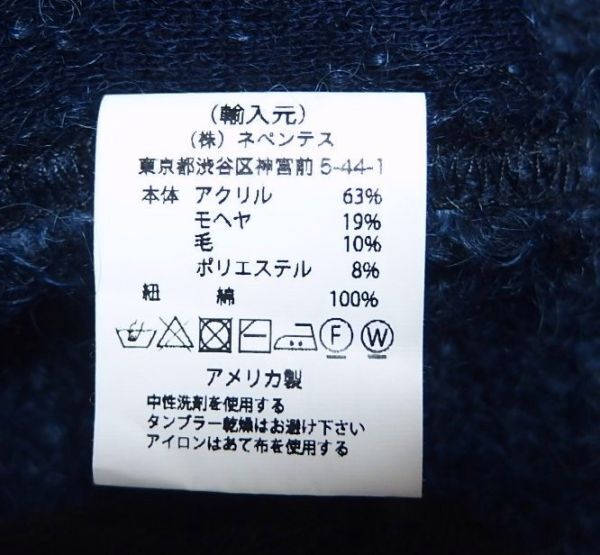 (輸入元)
(株) ネペンテス
東京都渋谷区神宮前 5-44-1
本体 アクリル 63%
モヘヤ 19%
毛 10%
ポリエステル 8%
紐 綿 100%
F W
アメリカ製
中性洗剤を使用する
タンブラー乾燥はお避け下さい
アイロンはあて布を使用する